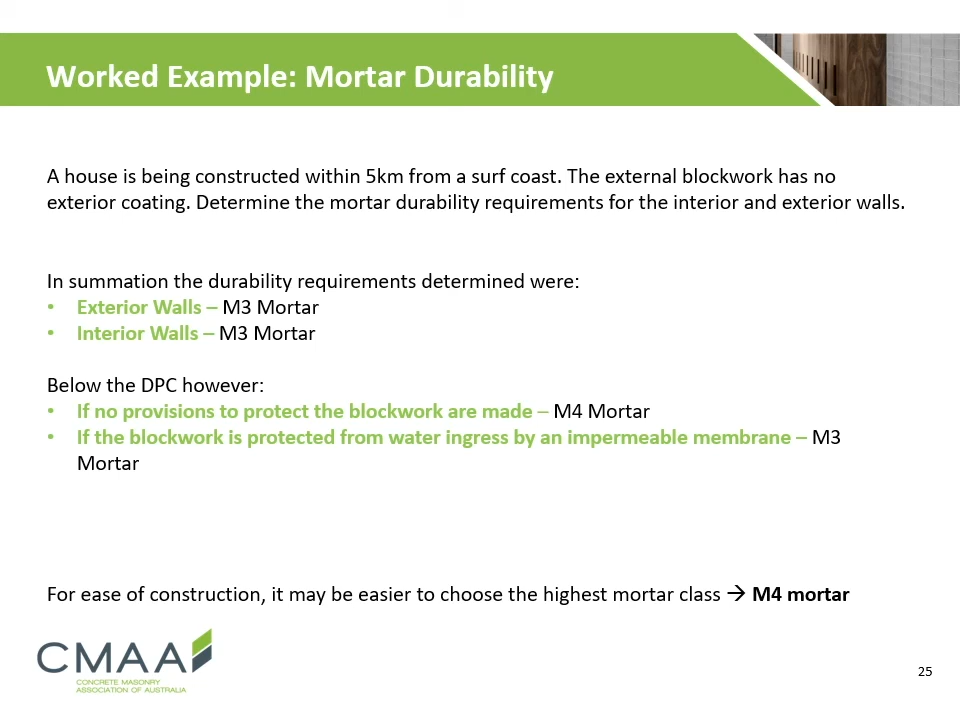 Worked Example: Mortar Durability
A house is being constructed within 5km from a surf coast. The external blockwork has no
exterior coating. Determine the mortar durability requirements for the interior and exterior walls.
In summation the durability requirements determined were:
• Exterior Walls – M3 Mortar
• Interior Walls – M3 Mortar
Below the DPC however:
• If no provisions to protect the blockwork are made – M4 Mortar
• If the blockwork is protected from water ingress by an impermeable membrane – M3
Mortar
For ease of construction, it may be easier to choose the highest mortar class → M4 mortar
CMAA
CONCRETE MASONRY
ASSOCIATION OF AUSTRALIA
25